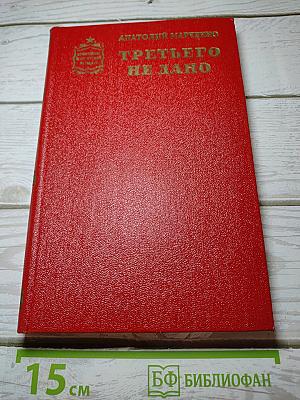 АНАТОЛИЙ МАРЧЕНКО
ТРЕТЬЕГО
НЕ ДАНО
15 см
БФ БИБЛИОФАН